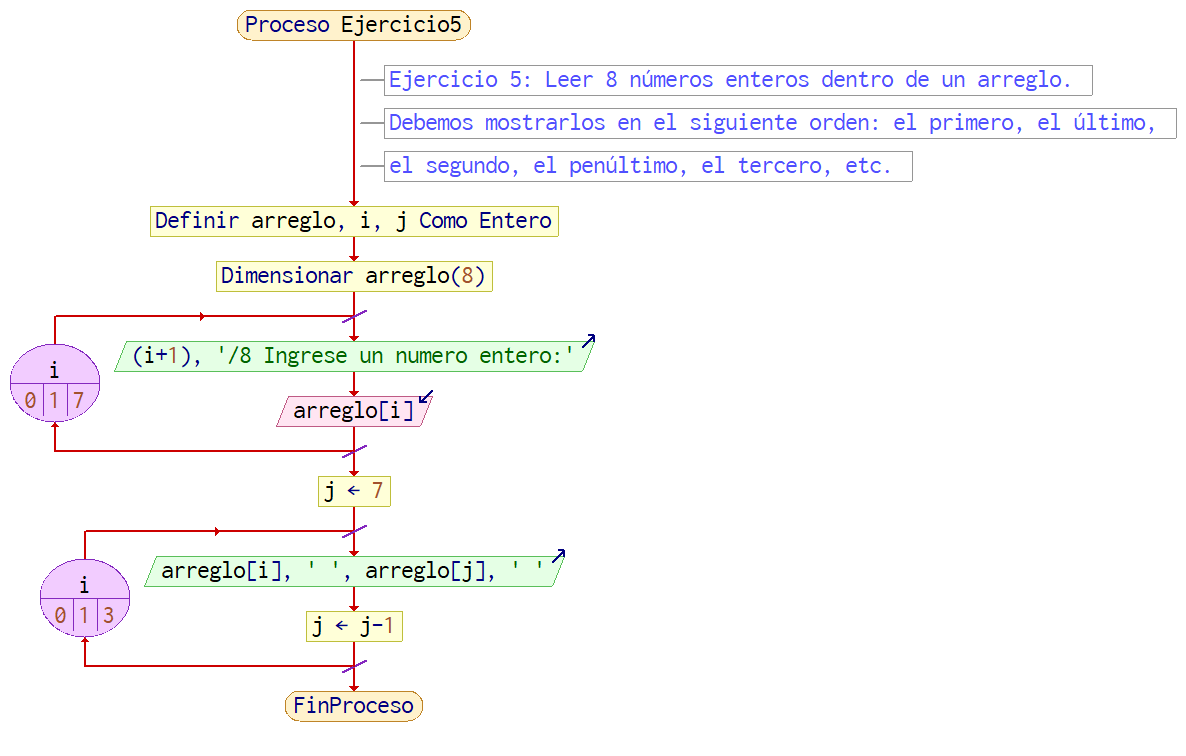 Proceso Ejercicio5
Ejercicio 5: Leer 8 números enteros dentro de un arreglo.
Debemos mostrarlos en el siguiente orden: el primero, el último,
el segundo, el penúltimo, el tercero, etc.
Definir arreglo, i, j Como Entero
Dimensionar arreglo(8)
i
0 1 7
(i+1), '/8 Ingrese un numero entero:'
arreglo[i]
j ← 7
i
0 1 3
arreglo[i], ' ', arreglo[j], ' '
j ← j-1
FinProceso